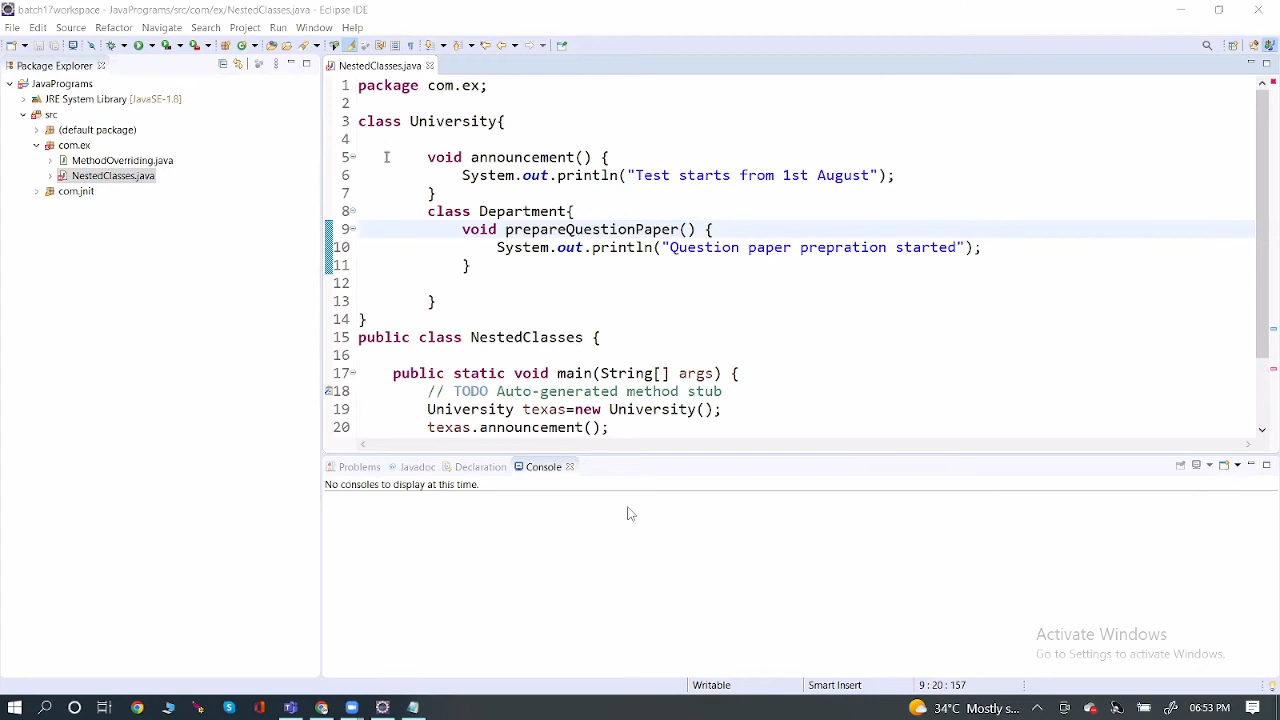 batch17workspace - JavaPrograms/src/com/ex/NestedClasses.java - Eclipse IDE
File Edit Source Refactor Navigate Search Project Run Window Help
Package Explorer
NestedClasses.java
JavaPrograms
JRE System Library [JavaSE-1.8]
src
(default package)
com.ex
MethodOverriding.java
NestedClasses.java
com.jnit
1 package com.ex;
2
3 class University{
4
5 void announcement() {
6 System.out.println("Test starts from 1st August");
7 }
8 class Department{
9 void prepareQuestionPaper() {
10 System.out.println("Question paper prepration started");
11 }
12
13 }
14 }
15 public class NestedClasses {
16
17 public static void main(String[] args) {
18 // TODO Auto-generated method stub
19 University texas=new University();
20 texas.announcement();
Problems Javadoc Declaration Console
No consoles to display at this time.
Activate Windows
Go to Settings to activate Windows.
Writable Smart Insert 9 : 20 : 157
34°C Mostly s... 06:53 PM